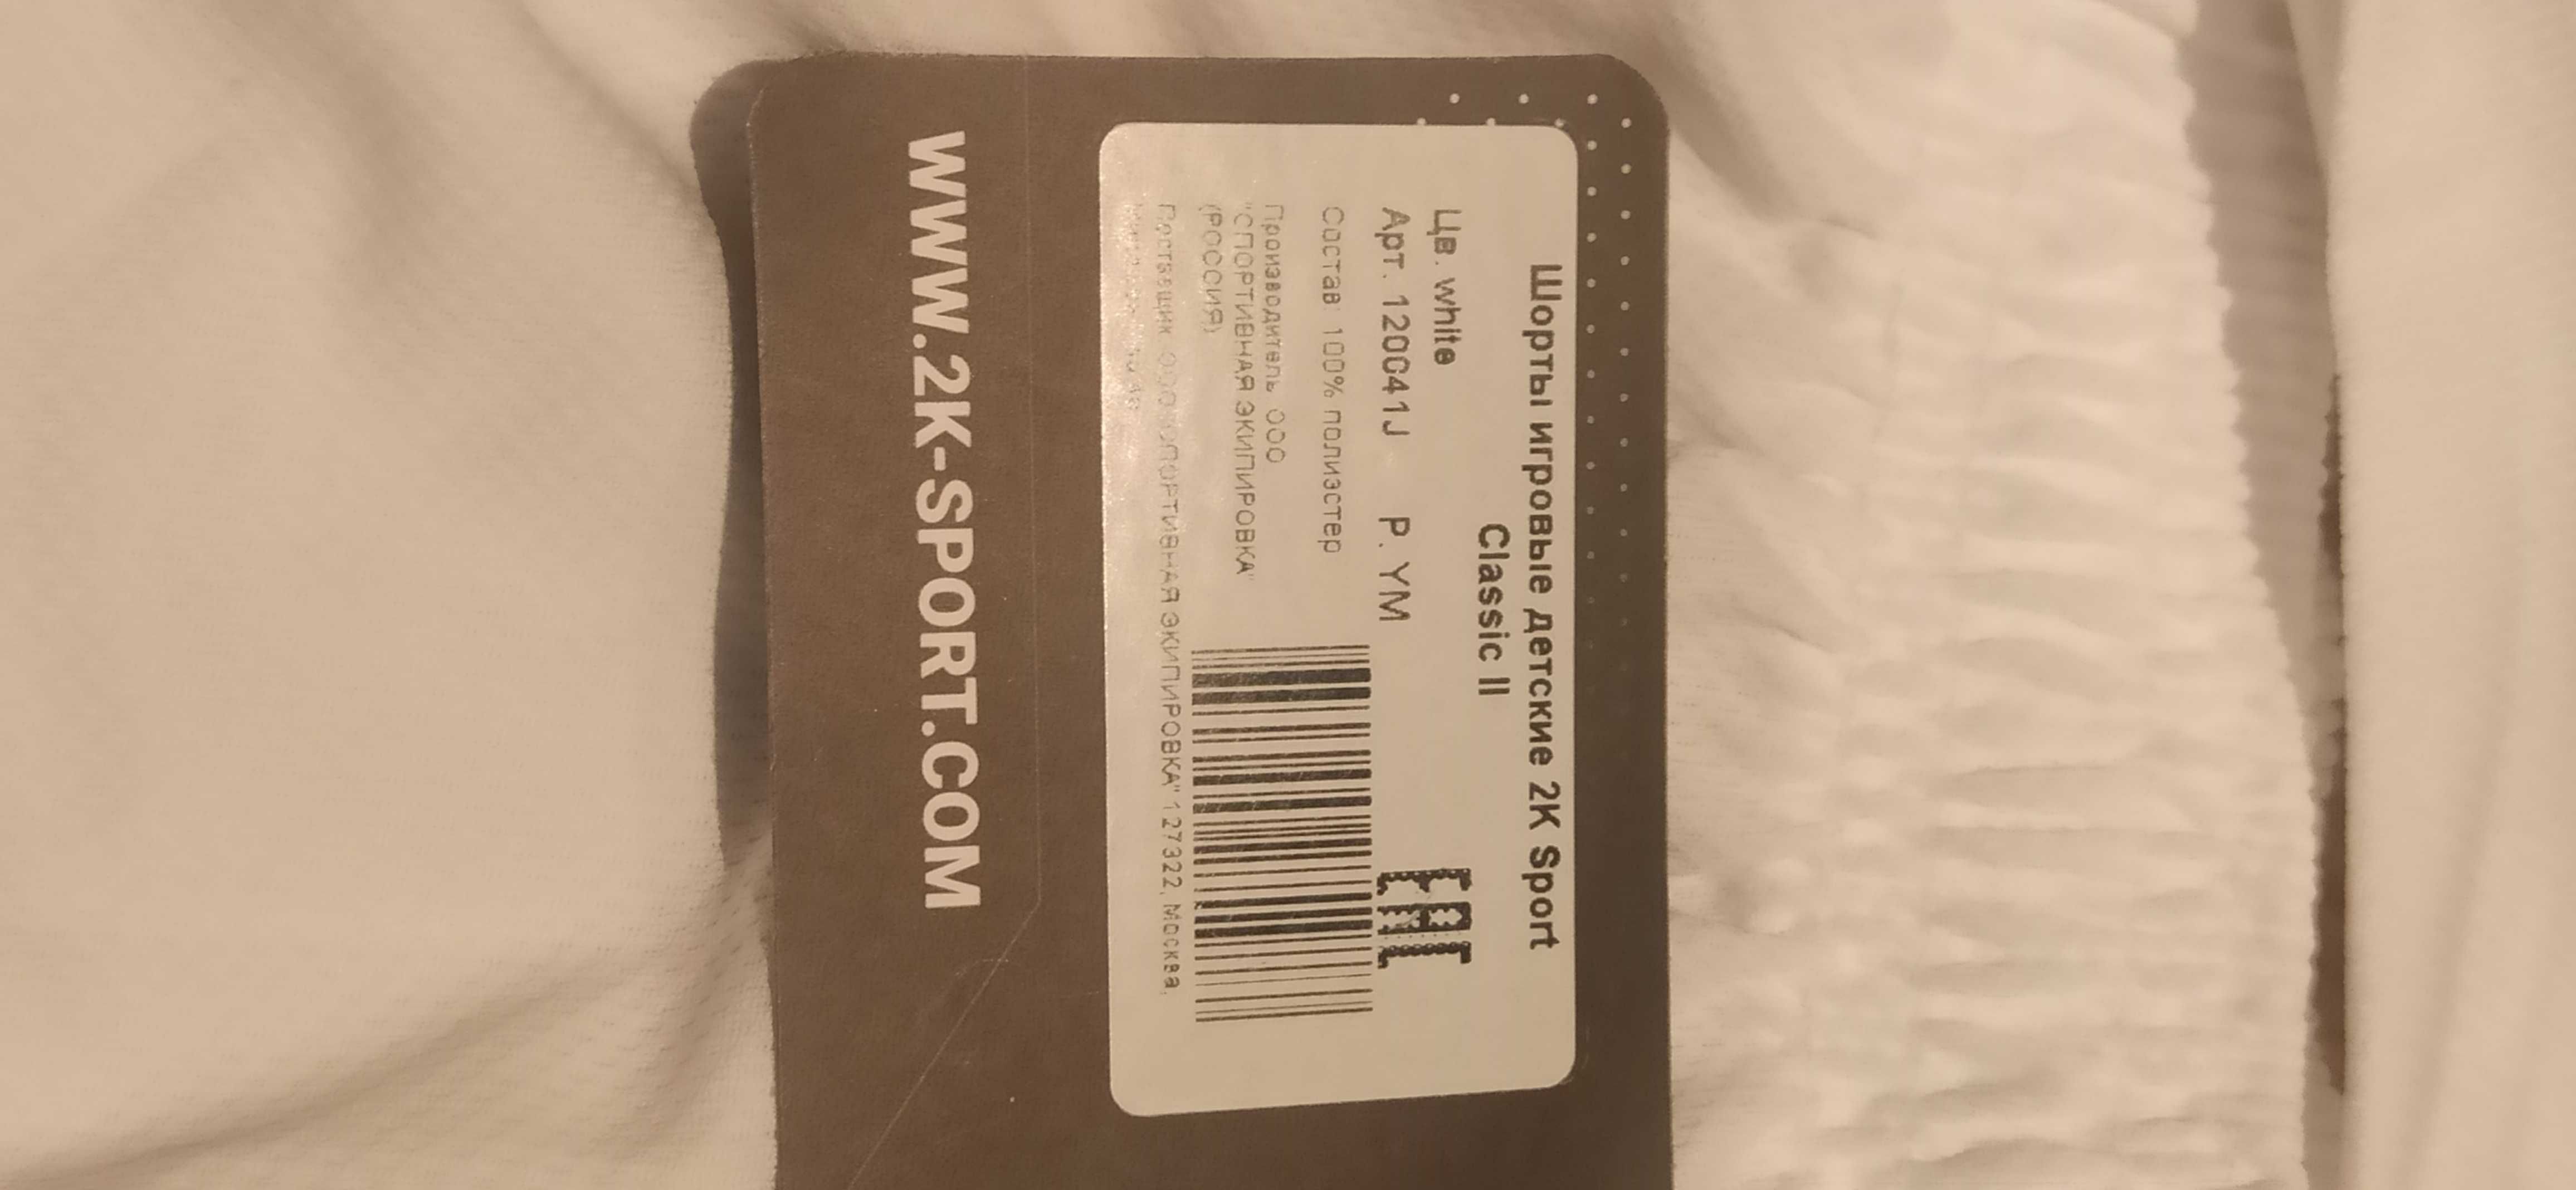 Шорты игровые детские 2K Sport
Classic II
Цв. white
Арт. 120041J Р. YM
Состав: 100% полиэстер
Производитель ООО
"СПОРТИВНАЯ ЭКИПИРОВКА"
(РОССИЯ)
Поставщик ООО "СПОРТИВНАЯ ЭКИПИРОВКА" 127322, Москва,
WWW.2K-SPORT.COM